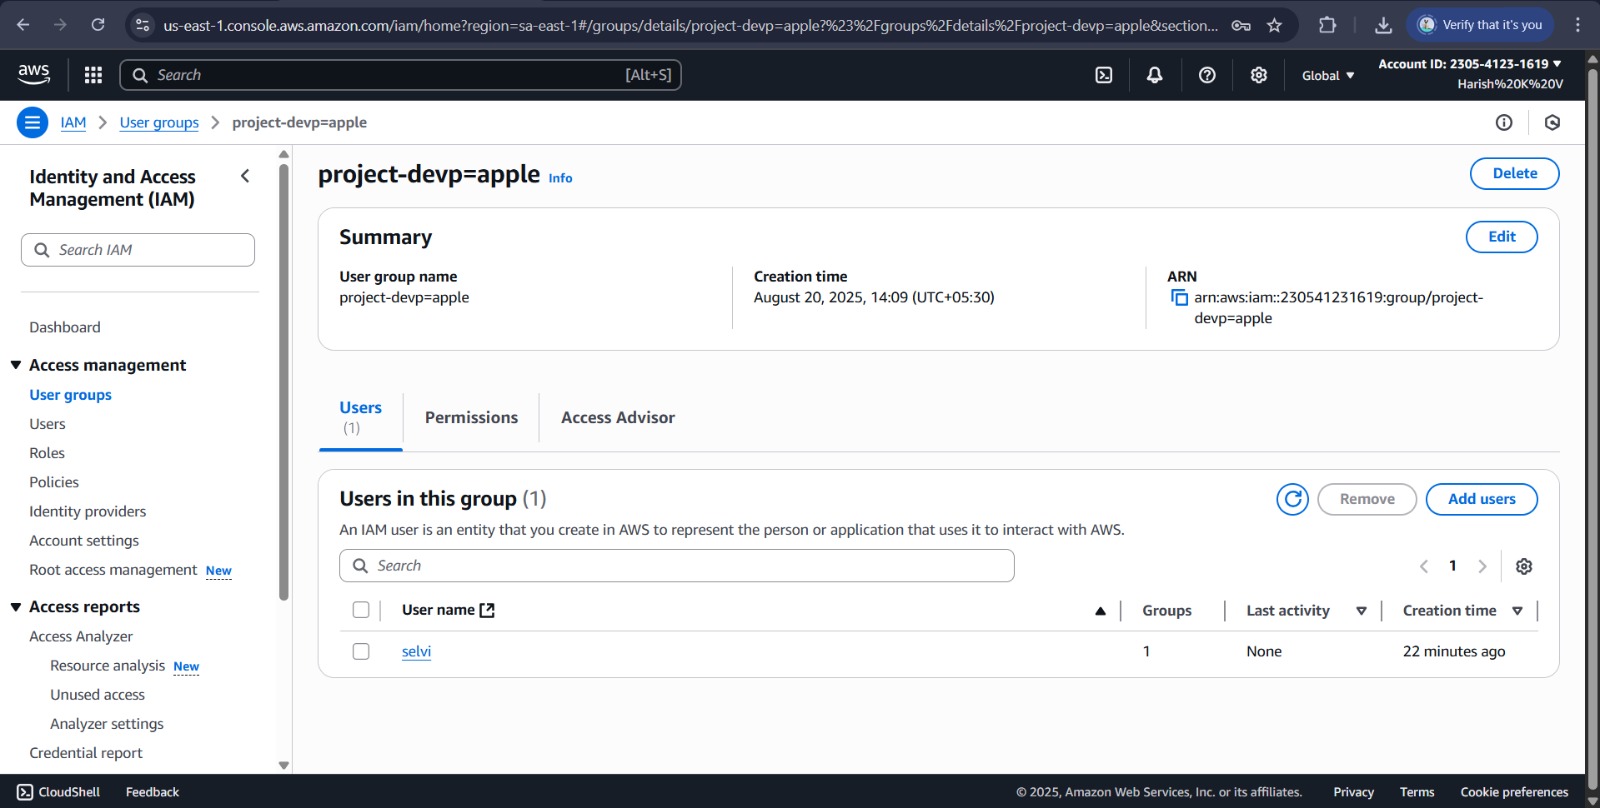 us-east-1.console.aws.amazon.com/iam/home?region=sa-east-1#/groups/details/project-devp=apple?%23%2Fgroups%2Fdetails%2Fproject-devp=apple&section... Verify that it's you
aws Search [Alt+S] Global Account ID: 2305-4123-1619
Harish%20K%20V
IAM > User groups > project-devp=apple
Identity and Access
Management (IAM)
Search IAM
Dashboard
Access management
User groups
Users
Roles
Policies
Identity providers
Account settings
Root access management New
Access reports
Access Analyzer
Resource analysis New
Unused access
Analyzer settings
Credential report
project-devp=apple Info Delete
Summary Edit
User group name
project-devp=apple
Creation time
August 20, 2025, 14:09 (UTC+05:30)
ARN
arn:aws:iam::230541231619:group/project-
devp=apple
Users
(1)
Permissions
Access Advisor
Users in this group (1) Remove Add users
An IAM user is an entity that you create in AWS to represent the person or application that uses it to interact with AWS.
Search 1
User name Groups Last activity Creation time
selvi 1 None 22 minutes ago
CloudShell Feedback © 2025, Amazon Web Services, Inc. or its affiliates. Privacy Terms Cookie preferences